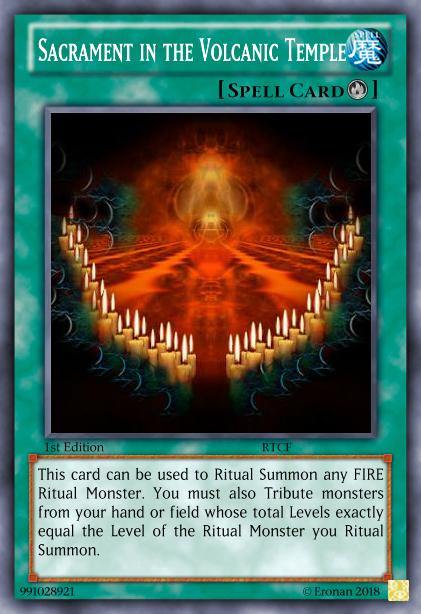 SACRAMENT IN THE VOLCANIC TEMPLE
SPELL
魔
[SPELL CARD]
1st Edition RTCF
This card can be used to Ritual Summon any FIRE
Ritual Monster. You must also Tribute monsters
from your hand or field whose total Levels exactly
equal the Level of the Ritual Monster you Ritual
Summon.
991028921 © Eronan 2018